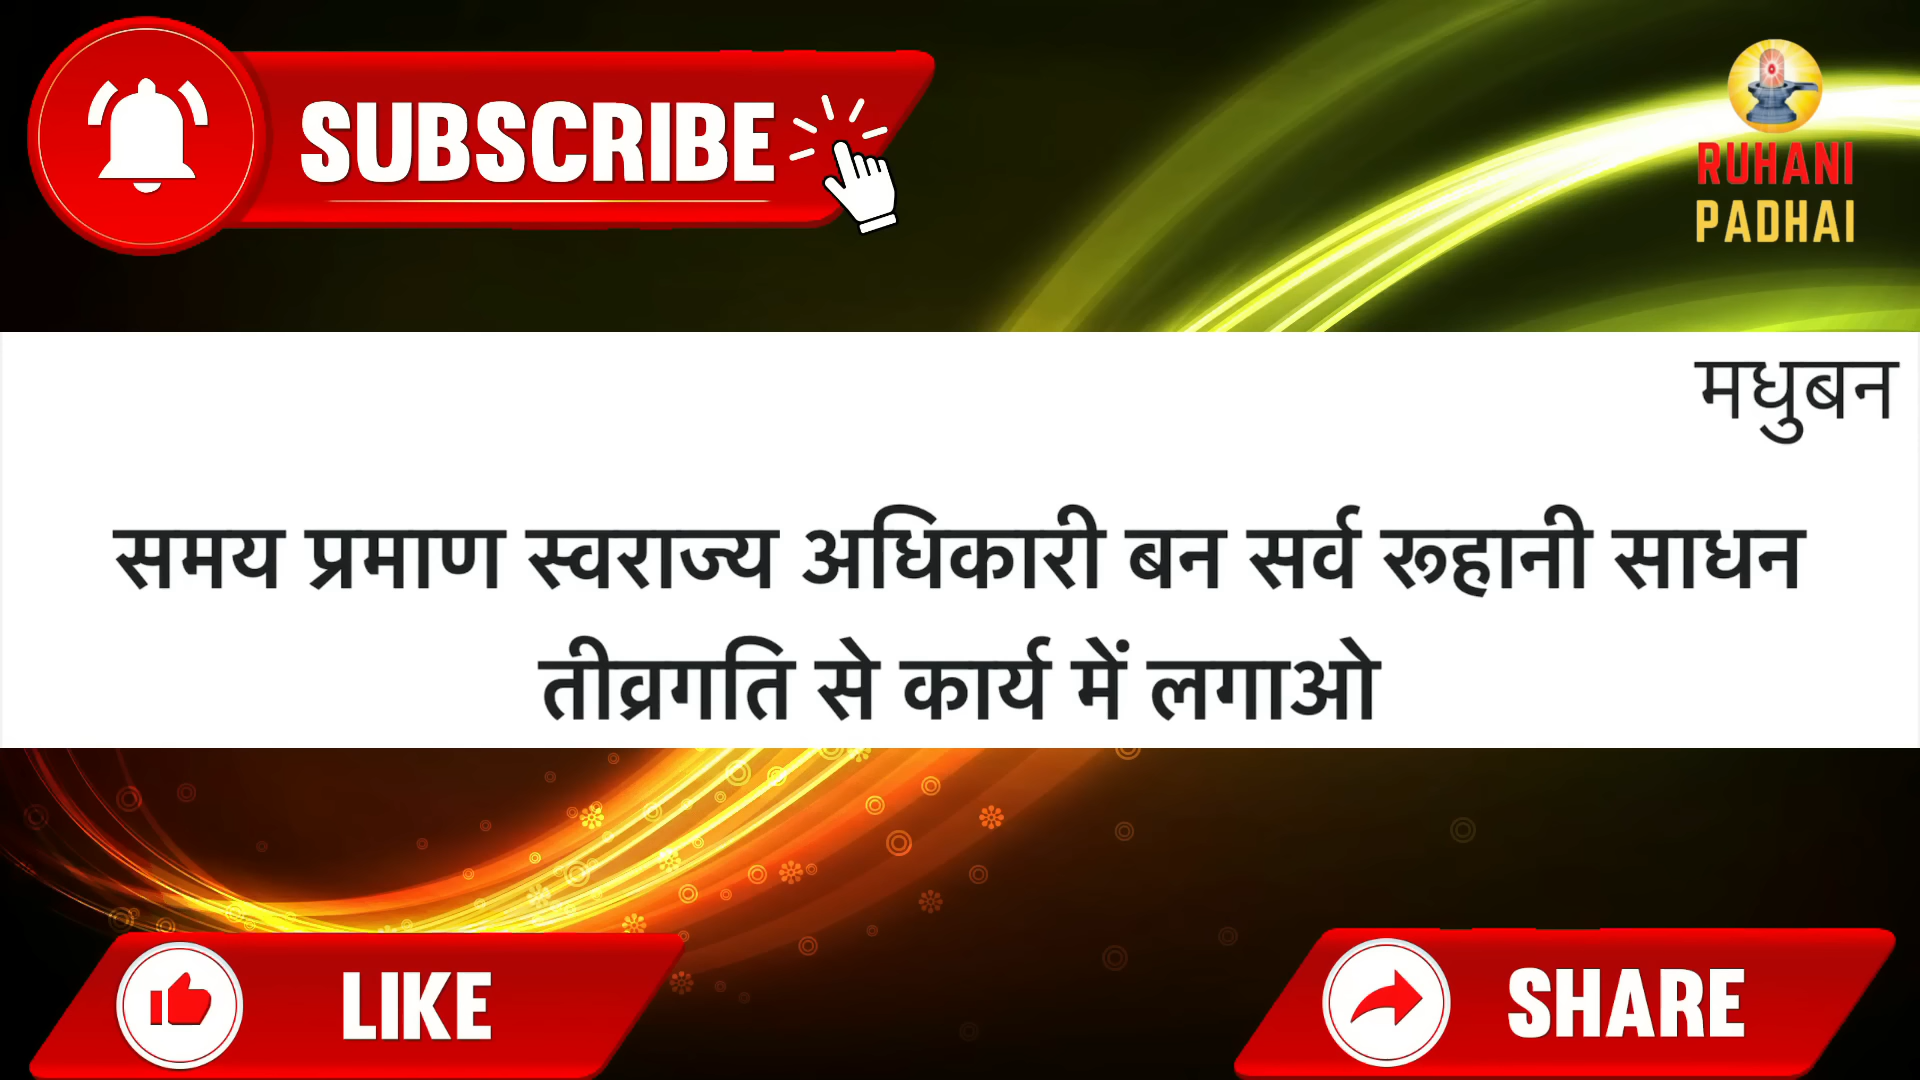 SUBSCRIBE
RUHANI
PADHAI
मधुबन
समय प्रमाण स्वराज्य अधिकारी बन सर्व रूहानी साधन
तीव्रगति से कार्य में लगाओ
LIKE
SHARE